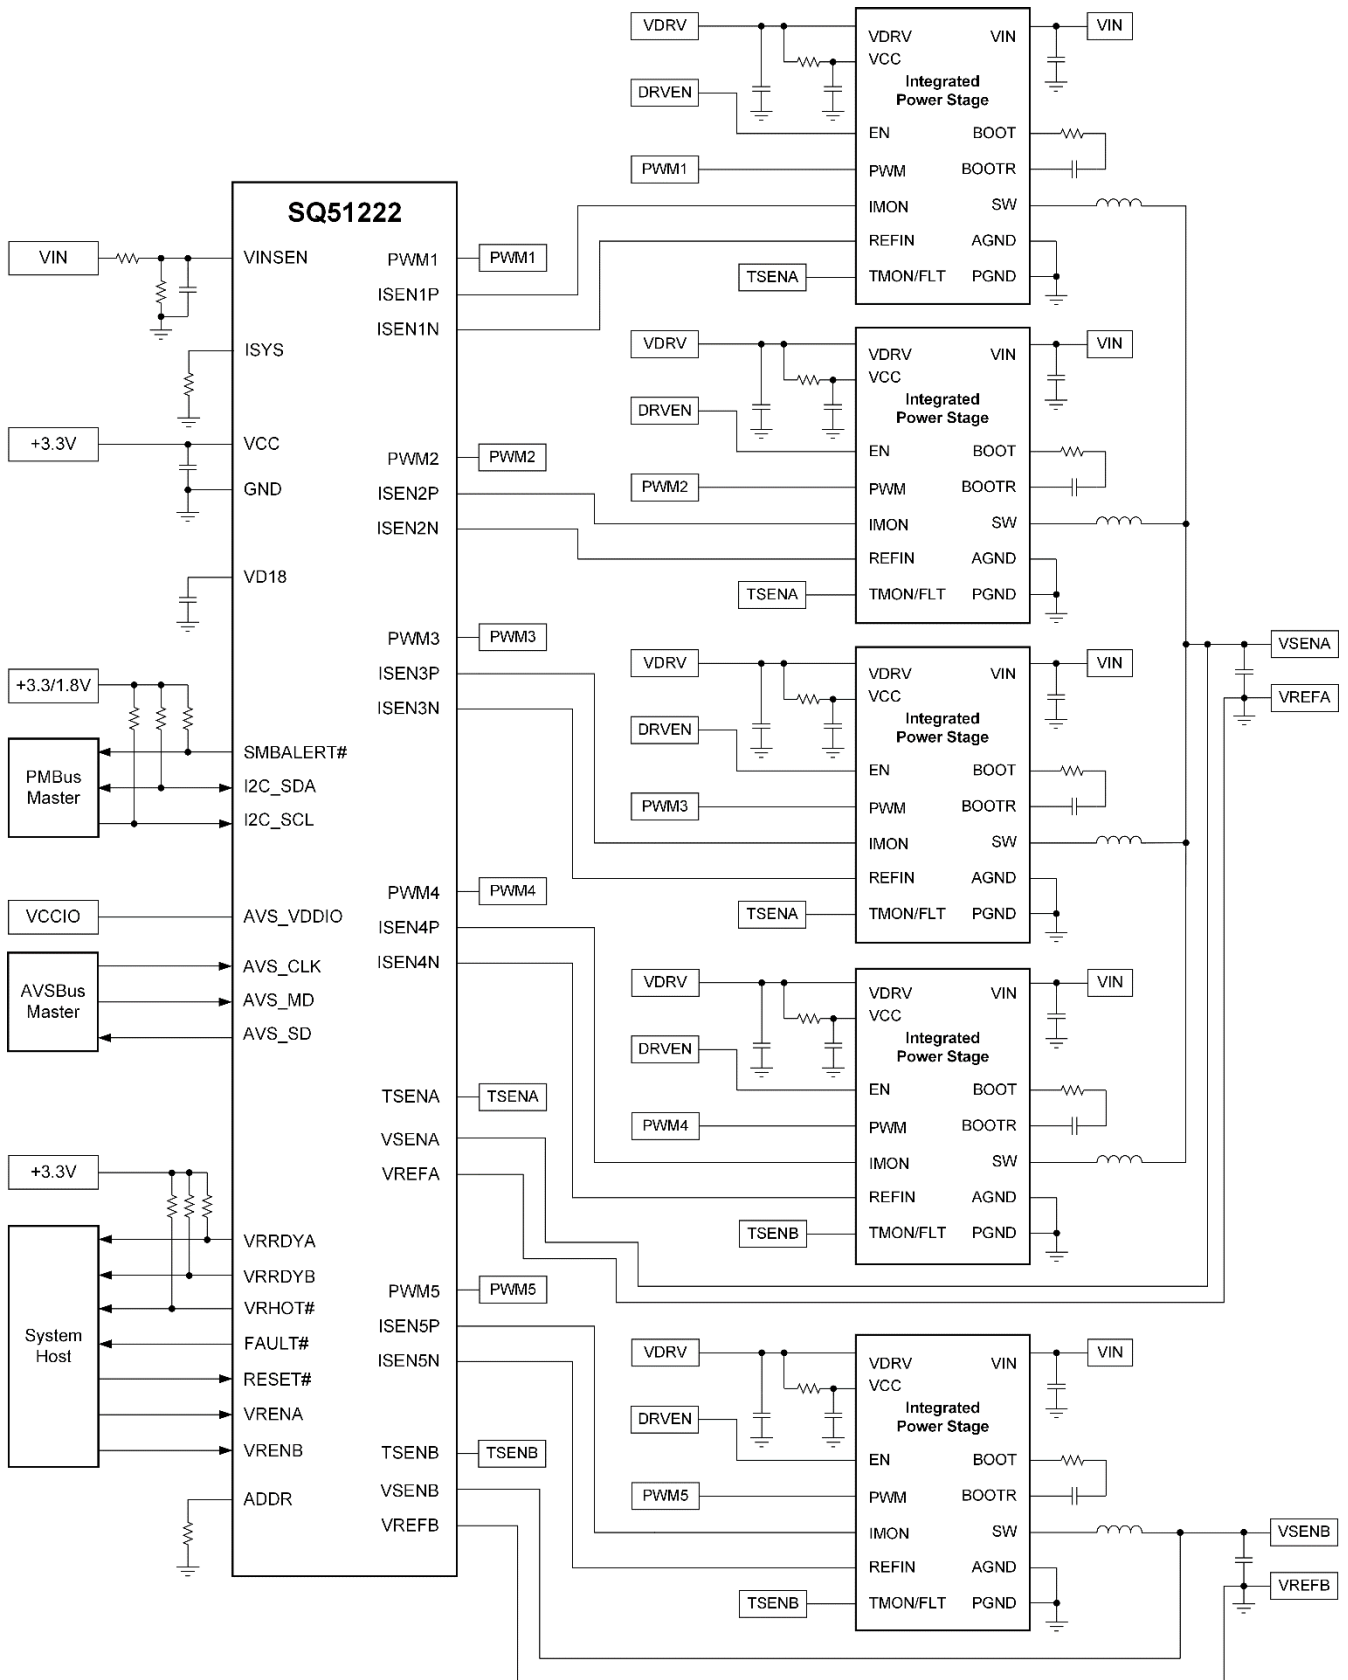 SQ51222
VIN
VINSEN
ISYS
+3.3V
VCC
GND
VD18
+3.3/1.8V
PMBus
Master
SMBALERT#
I2C_SDA
I2C_SCL
VCCIO
AVS_VDDIO
AVSBus
Master
AVS_CLK
AVS_MD
AVS_SD
+3.3V
System
Host
VRRDYA
VRRDYB
VRHOT#
FAULT#
RESET#
VRENA
VRENB
ADDR
PWM1
PWM1
ISEN1P
ISEN1N
PWM2
PWM2
ISEN2P
ISEN2N
PWM3
PWM3
ISEN3P
ISEN3N
PWM4
PWM4
ISEN4P
ISEN4N
TSENA
TSENA
VSENA
VREFA
PWM5
PWM5
ISEN5P
ISEN5N
TSENB
TSENB
VSENB
VREFB
VDRV
DRVEN
PWM1
TSENA
VDRV
VCC
Integrated
Power Stage
EN
PWM
IMON
REFIN
TMON/FLT
VIN
BOOT
BOOTR
SW
AGND
PGND
VIN
VDRV
DRVEN
PWM2
TSENA
VDRV
VCC
Integrated
Power Stage
EN
PWM
IMON
REFIN
TMON/FLT
VIN
BOOT
BOOTR
SW
AGND
PGND
VIN
VDRV
DRVEN
PWM3
TSENA
VDRV
VCC
Integrated
Power Stage
EN
PWM
IMON
REFIN
TMON/FLT
VIN
BOOT
BOOTR
SW
AGND
PGND
VIN
VSENA
VREFA
VDRV
DRVEN
PWM4
TSENB
VDRV
VCC
Integrated
Power Stage
EN
PWM
IMON
REFIN
TMON/FLT
VIN
BOOT
BOOTR
SW
AGND
PGND
VIN
VDRV
DRVEN
PWM5
TSENB
VDRV
VCC
Integrated
Power Stage
EN
PWM
IMON
REFIN
TMON/FLT
VIN
BOOT
BOOTR
SW
AGND
PGND
VIN
VSENB
VREFB